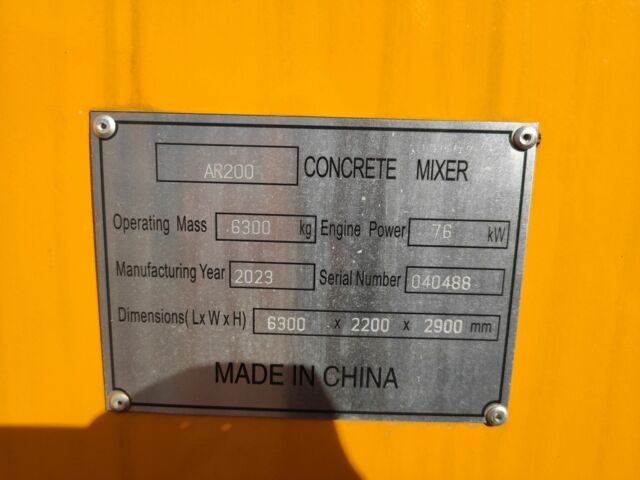 AR200 CONCRETE MIXER
Operating Mass 6300 kg Engine Power 76 kW
Manufacturing Year 2023 Serial Number 040488
Dimensions(LxWxH) 6300 x 2200 x 2900 mm
MADE IN CHINA